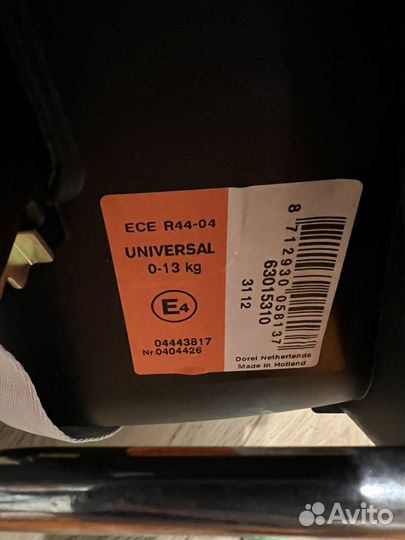 ECE R44-04
UNIVERSAL
0-13 kg
E4
04443817
Nr.0404426
8 712930 058137
63015310
3112
Dorel Netherlands
Made in Holland
Avito